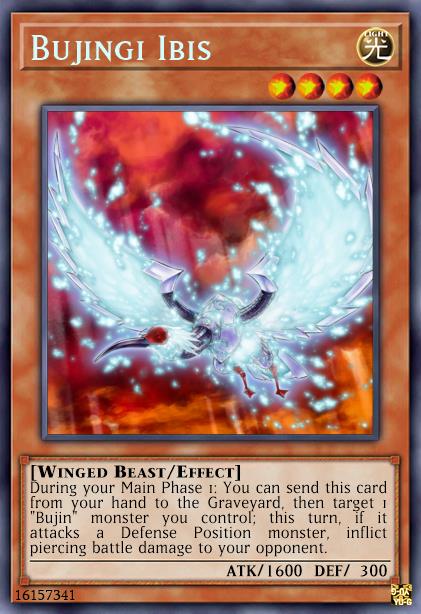 Bujingi Ibis
LIGHT
光
[Winged Beast/Effect]
During your Main Phase 1: You can send this card
from your hand to the Graveyard, then target 1
"Bujin" monster you control; this turn, if it
attacks a Defense Position monster, inflict
piercing battle damage to your opponent.
ATK/1600 DEF/ 300
16157341